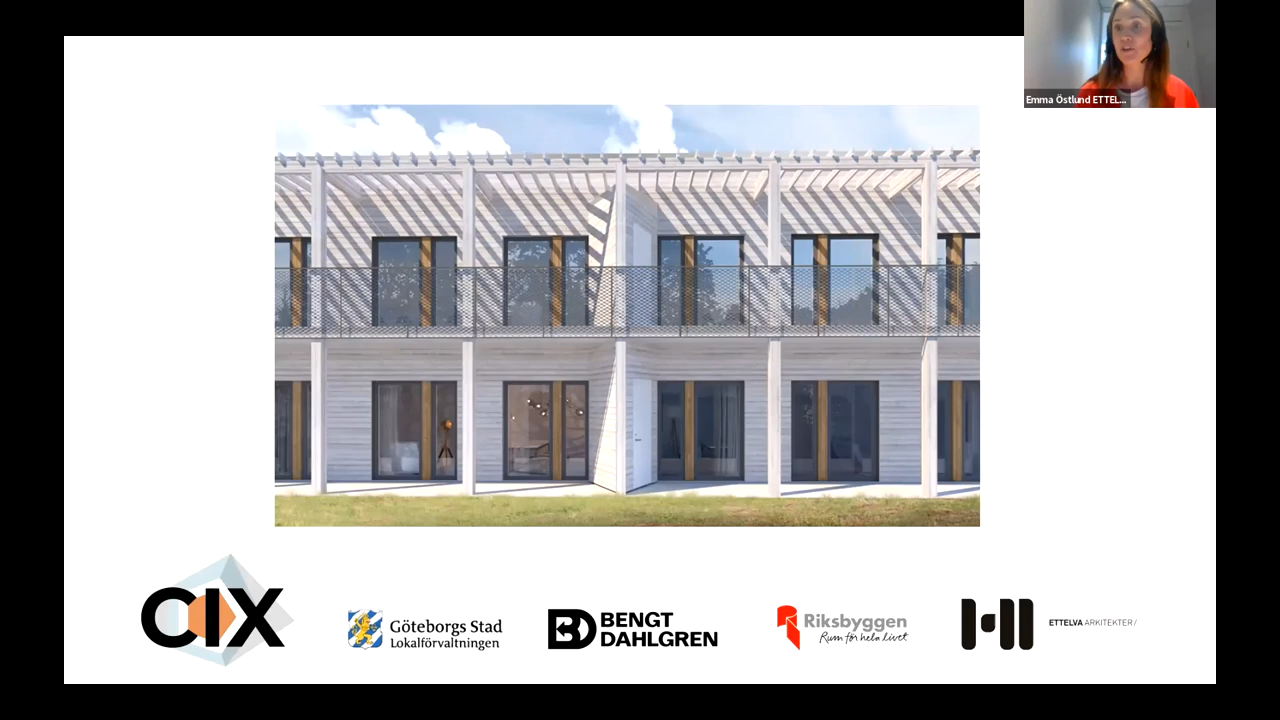 Emma Östlund ETTEL...
CIX
Göteborgs Stad
Lokalförvaltningen
BENGT
DAHLGREN
Riksbyggen
Rum för hela livet
ETTELVA ARKITEKTER/